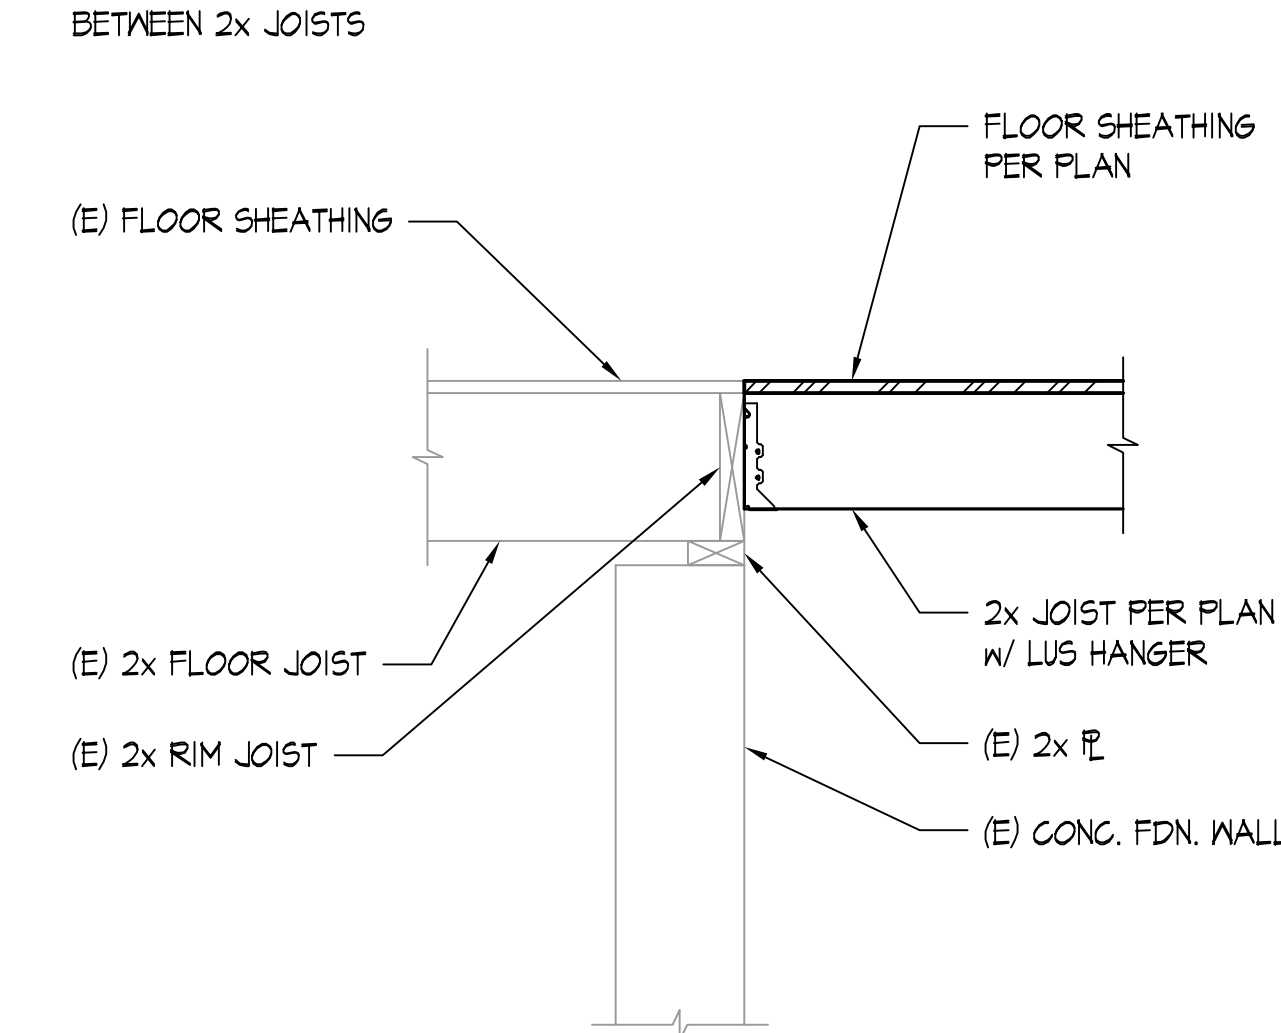 BETWEEN 2x JOISTS
FLOOR SHEATHING
PER PLAN
(E) FLOOR SHEATHING
2x JOIST PER PLAN
w/ LUS HANGER
(E) 2x FLOOR JOIST
(E) 2x RIM JOIST
(E) 2x PL
(E) CONC. FDN. WALL